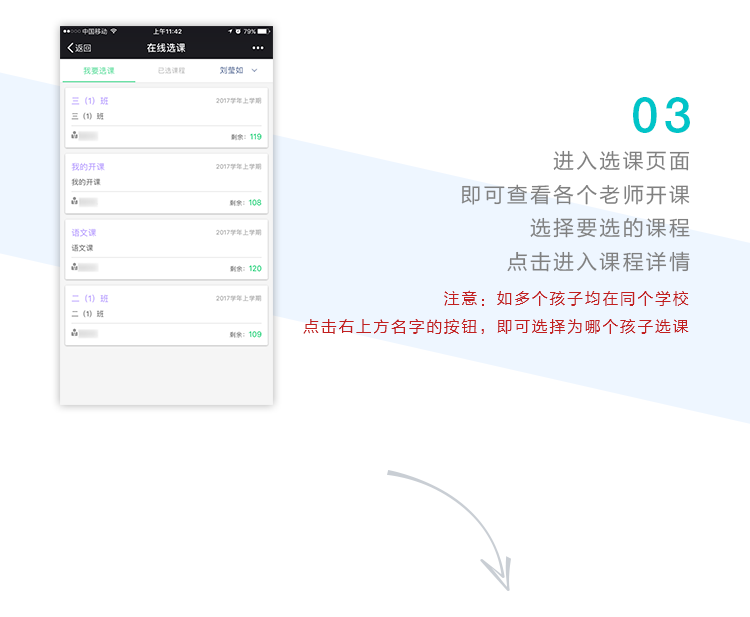 中国移动
上午11:42
79%
返回
在线选课
我要选课
已选课程
刘莹如
三（1）班
2017学年上学期
三（1）班
剩余：119
我的开课
2017学年上学期
我的开课
剩余：108
语文课
2017学年上学期
语文课
剩余：120
二（1）班
2017学年上学期
二（1）班
剩余：109
03
进入选课页面
即可查看各个老师开课
选择要选的课程
点击进入课程详情
注意：如多个孩子均在同个学校
点击右上方名字的按钮，即可选择为哪个孩子选课